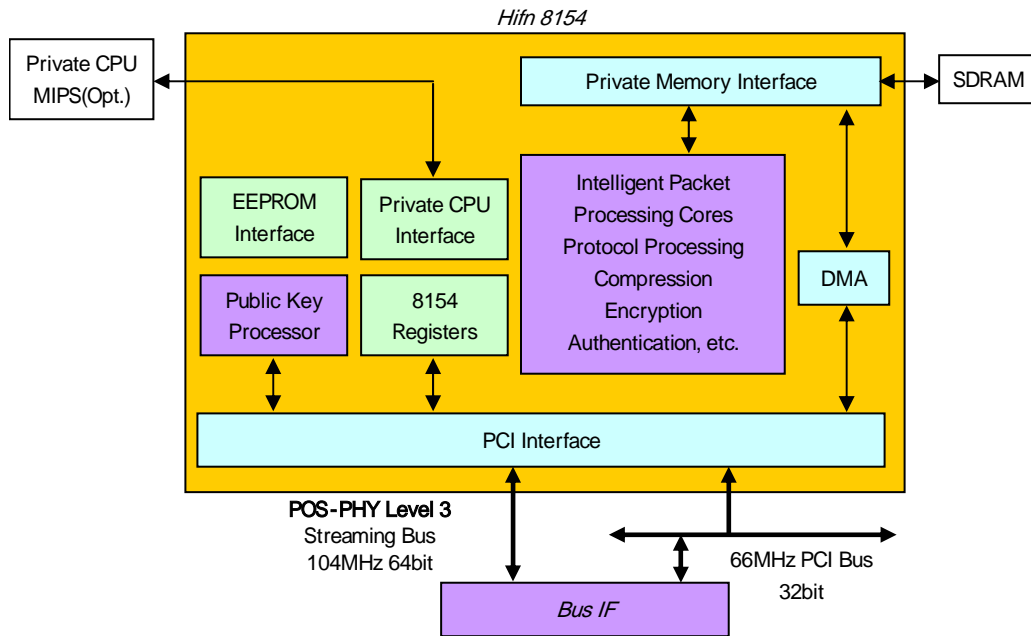 Hifn 8154
Private CPU
MIPS(Opt.)
Private Memory Interface
SDRAM
EEPROM
Interface
Private CPU
Interface
Intelligent Packet
Processing Cores
Protocol Processing
Compression
Encryption
Authentication, etc.
DMA
Public Key
Processor
8154
Registers
PCI Interface
POS-PHY Level 3
Streaming Bus
104MHz 64bit
66MHz PCI Bus
32bit
Bus IF